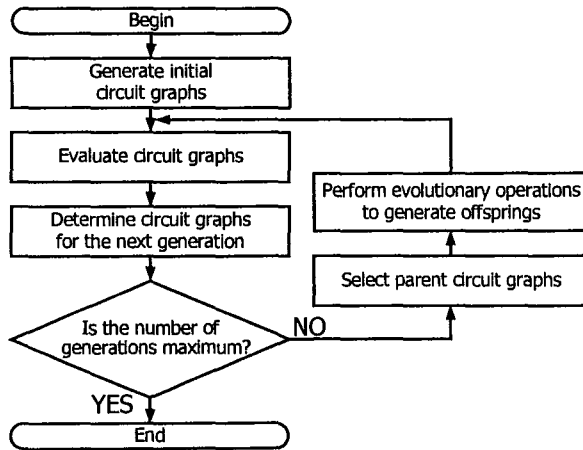 Begin
Generate initial
circuit graphs
Evaluate circuit graphs
Determine circuit graphs
for the next generation
Is the number of
generations maximum?
YES
End
NO
Select parent circuit graphs
Perform evolutionary operations
to generate offsprings